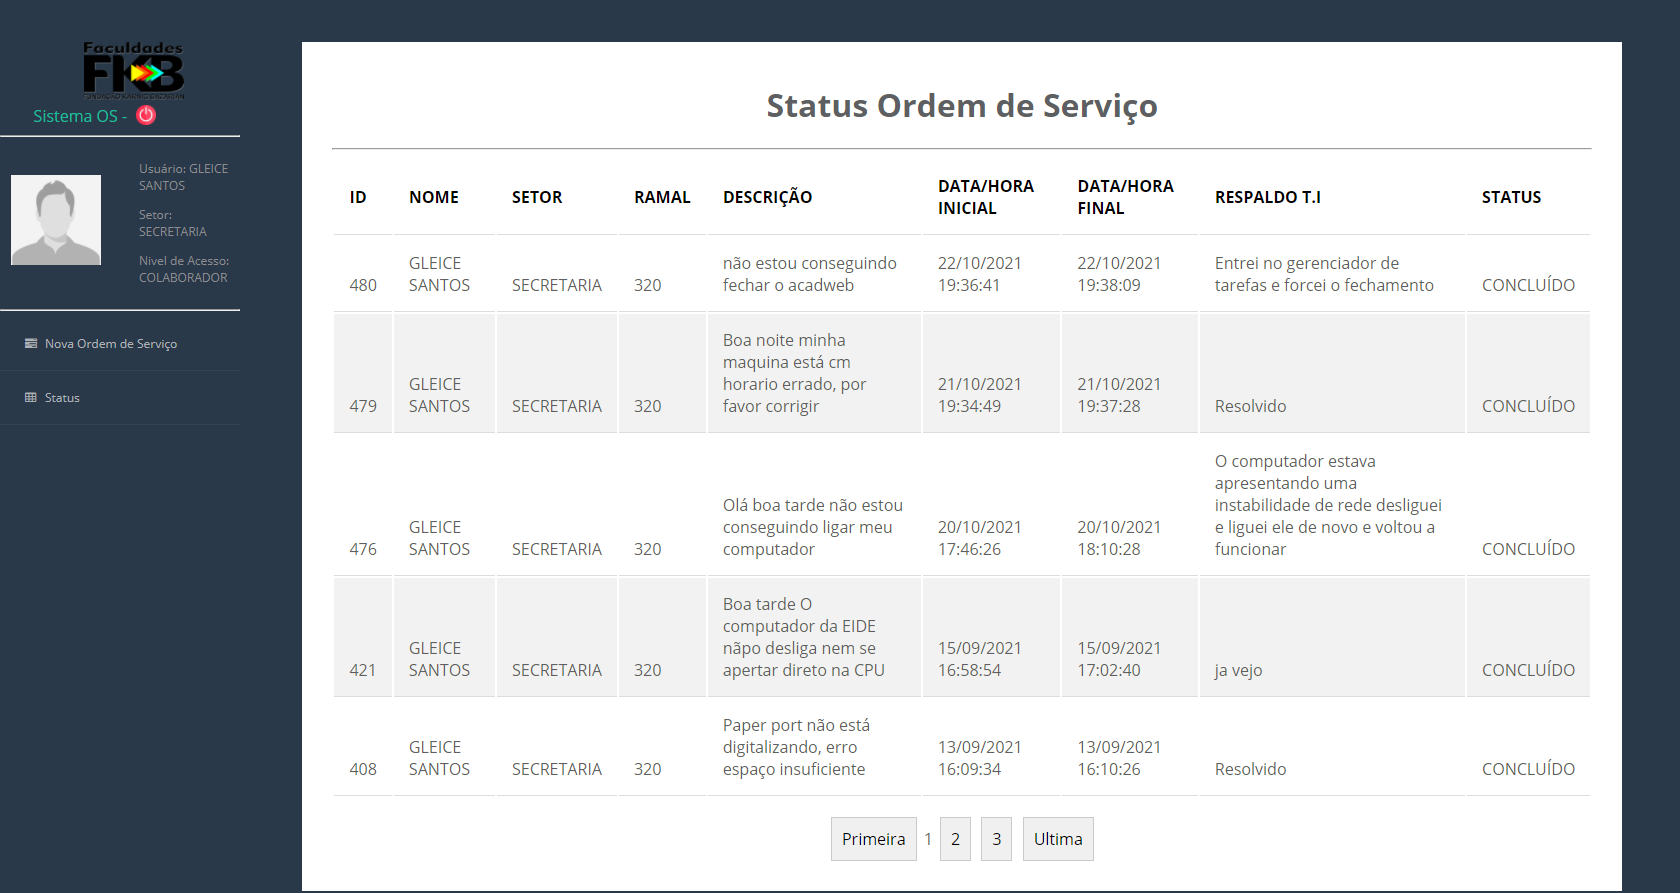 Faculdades
FKB
Sistema OS -
Usuário: GLEICE
SANTOS
Setor:
SECRETARIA
Nivel de Acesso:
COLABORADOR
Nova Ordem de Serviço
Status
Status Ordem de Serviço
ID NOME SETOR RAMAL DESCRIÇÃO DATA/HORA INICIAL DATA/HORA FINAL RESPALDO T.I STATUS
480
GLEICE
SANTOS
SECRETARIA
320
não estou conseguindo
fechar o acadweb
22/10/2021
19:36:41
22/10/2021
19:38:09
Entrei no gerenciador de
tarefas e forcei o fechamento
CONCLUÍDO
479
GLEICE
SANTOS
SECRETARIA
320
Boa noite minha
maquina está cm
horario errado, por
favor corrigir
21/10/2021
19:34:49
21/10/2021
19:37:28
Resolvido
CONCLUÍDO
476
GLEICE
SANTOS
SECRETARIA
320
Olá boa tarde não estou
conseguindo ligar meu
computador
20/10/2021
17:46:26
20/10/2021
18:10:28
O computador estava
apresentando uma
instabilidade de rede desliguei
e liguei ele de novo e voltou a
funcionar
CONCLUÍDO
421
GLEICE
SANTOS
SECRETARIA
320
Boa tarde O
computador da EIDE
nãpo desliga nem se
apertar direto na CPU
15/09/2021
16:58:54
15/09/2021
17:02:40
ja vejo
CONCLUÍDO
408
GLEICE
SANTOS
SECRETARIA
320
Paper port não está
digitalizando, erro
espaço insuficiente
13/09/2021
16:09:34
13/09/2021
16:10:26
Resolvido
CONCLUÍDO
Primeira 1 2 3 Ultima